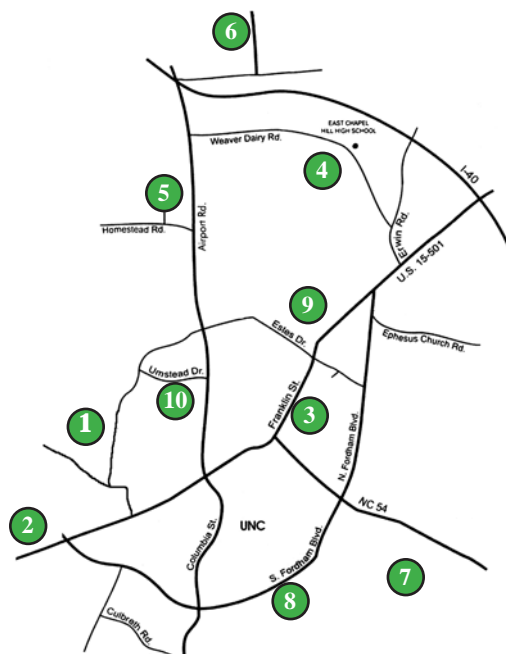 6
EAST CHAPEL
HILL HIGH SCHOOL
Weaver Dairy Rd.
I-40
4
5
Homestead Rd.
Airport Rd.
Erwin Rd.
U.S. 15-501
9
Estes Dr.
Ephesus Church Rd.
Umstead Dr.
10
1
Franklin St.
3
N. Fordham Blvd.
2
NC 54
UNC
Columbia St.
S. Fordham Blvd.
7
8
Culbreth Rd.